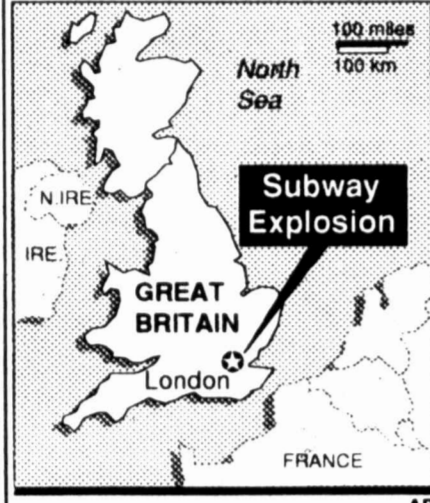 100 miles
100 km
North
Sea
Subway
Explosion
N.IRE.
IRE.
GREAT
BRITAIN
London
FRANCE